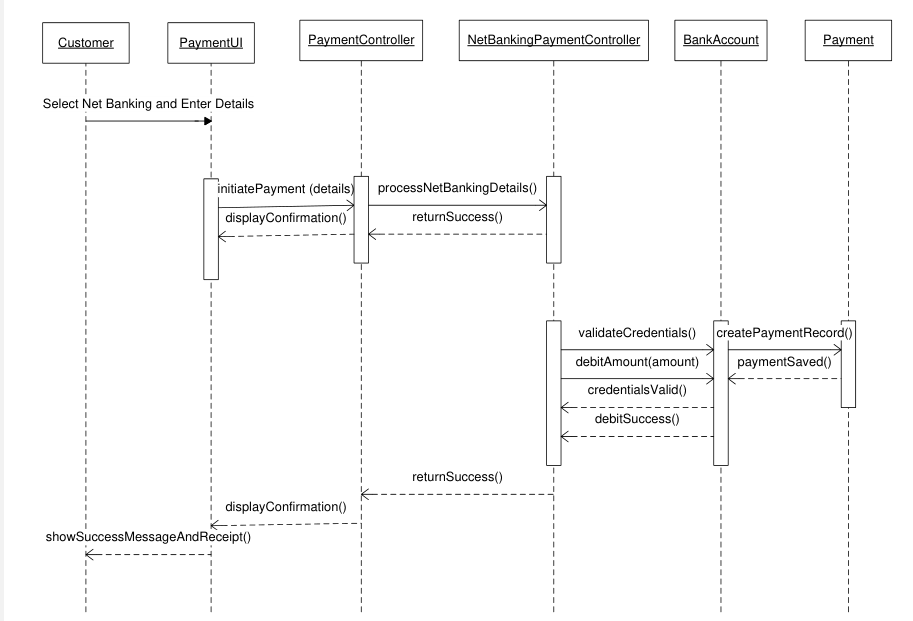 Customer
PaymentUI
PaymentController
NetBankingPaymentController
BankAccount
Payment
Select Net Banking and Enter Details
initiatePayment (details)
processNetBankingDetails()
displayConfirmation()
returnSuccess()
validateCredentials()
createPaymentRecord()
debitAmount(amount)
paymentSaved()
credentialsValid()
debitSuccess()
returnSuccess()
displayConfirmation()
showSuccessMessageAndReceipt()